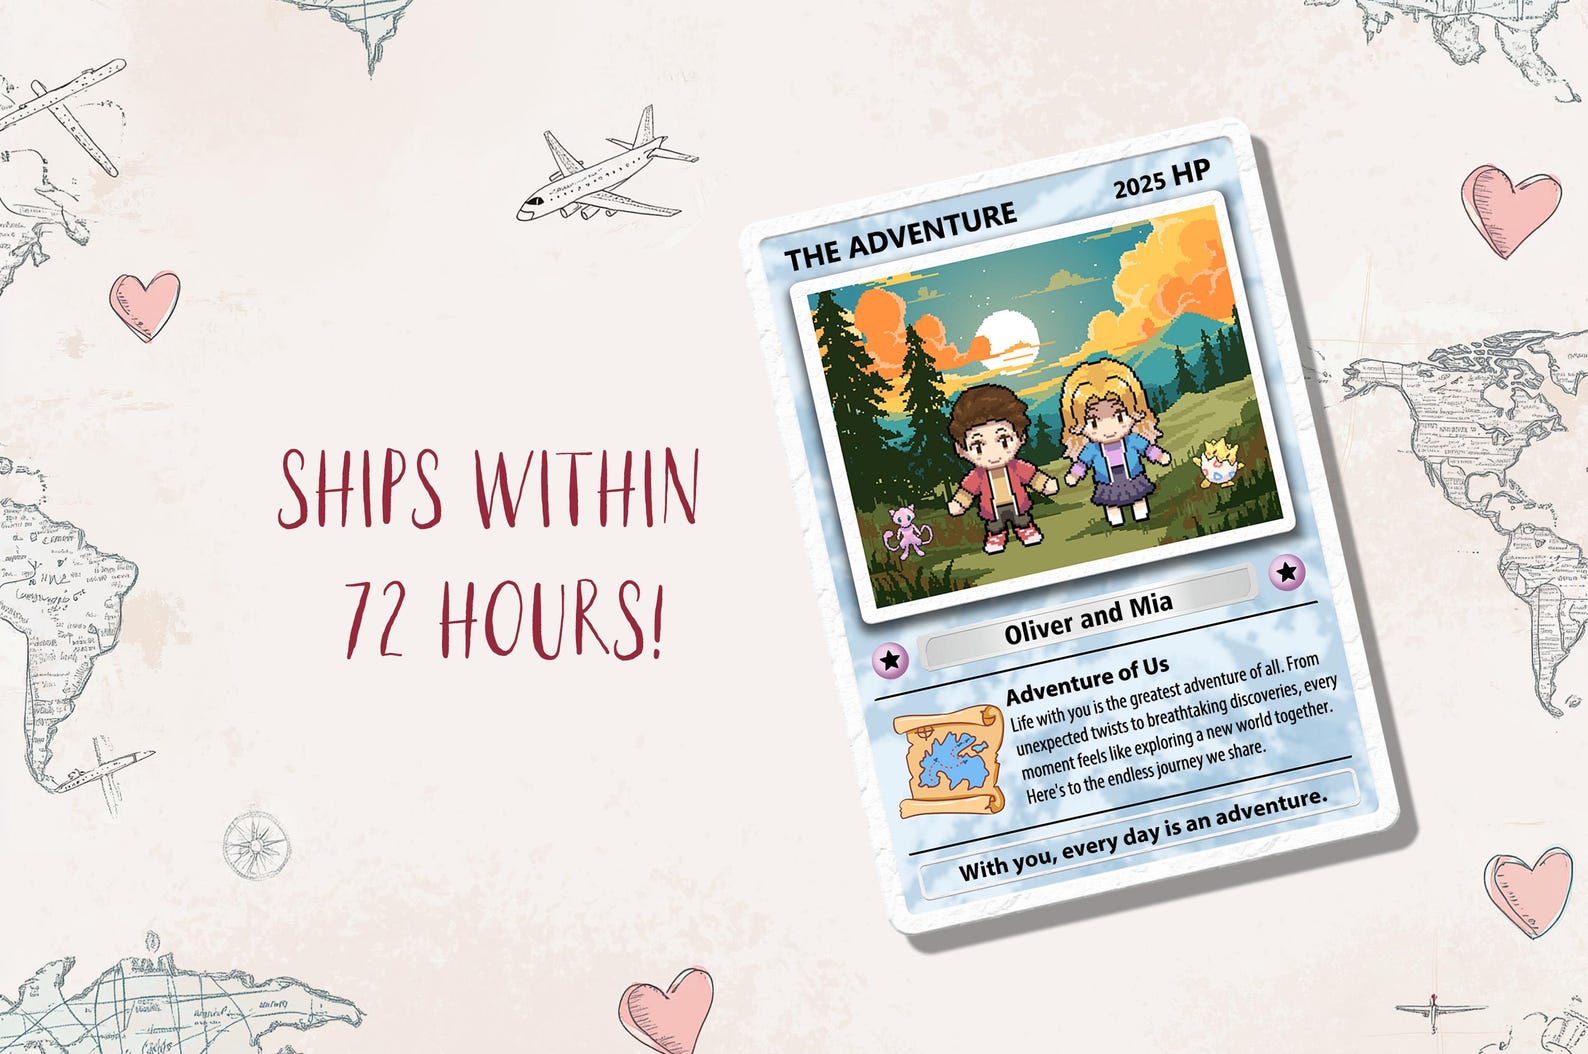 SHIPS WITHIN
72 HOURS!
THE ADVENTURE
2025 HP
Oliver and Mia
Adventure of Us
Life with you is the greatest adventure of all. From
unexpected twists to breathtaking discoveries, every
moment feels like exploring a new world together.
Here's to the endless journey we share.
With you, every day is an adventure.